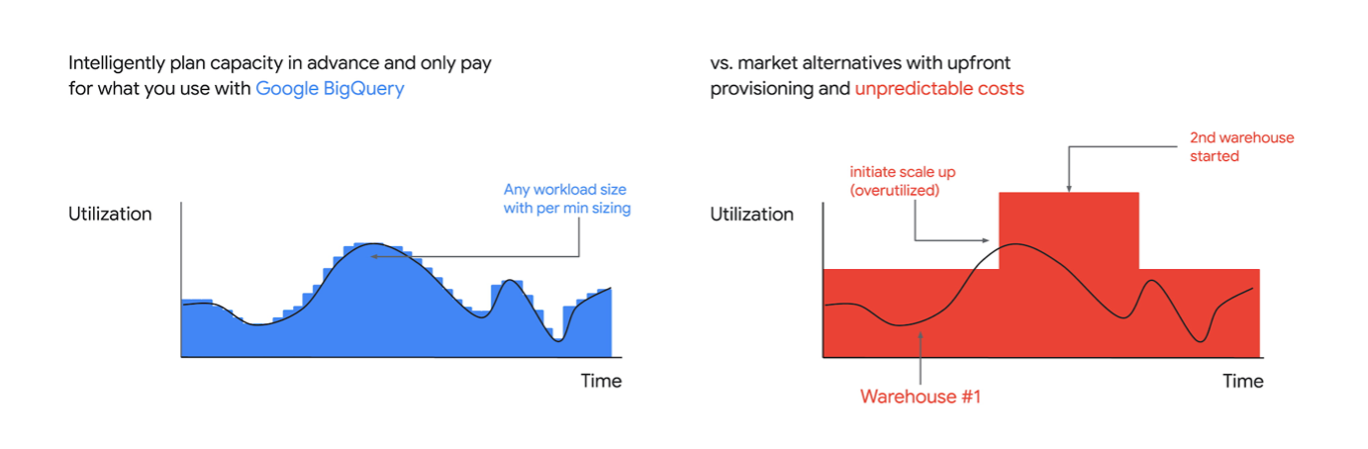 Intelligently plan capacity in advance and only pay
for what you use with Google BigQuery
Any workload size
with per min sizing
Utilization
Time
vs. market alternatives with upfront
provisioning and unpredictable costs
2nd warehouse
started
initiate scale up
(overutilized)
Utilization
Time
Warehouse #1